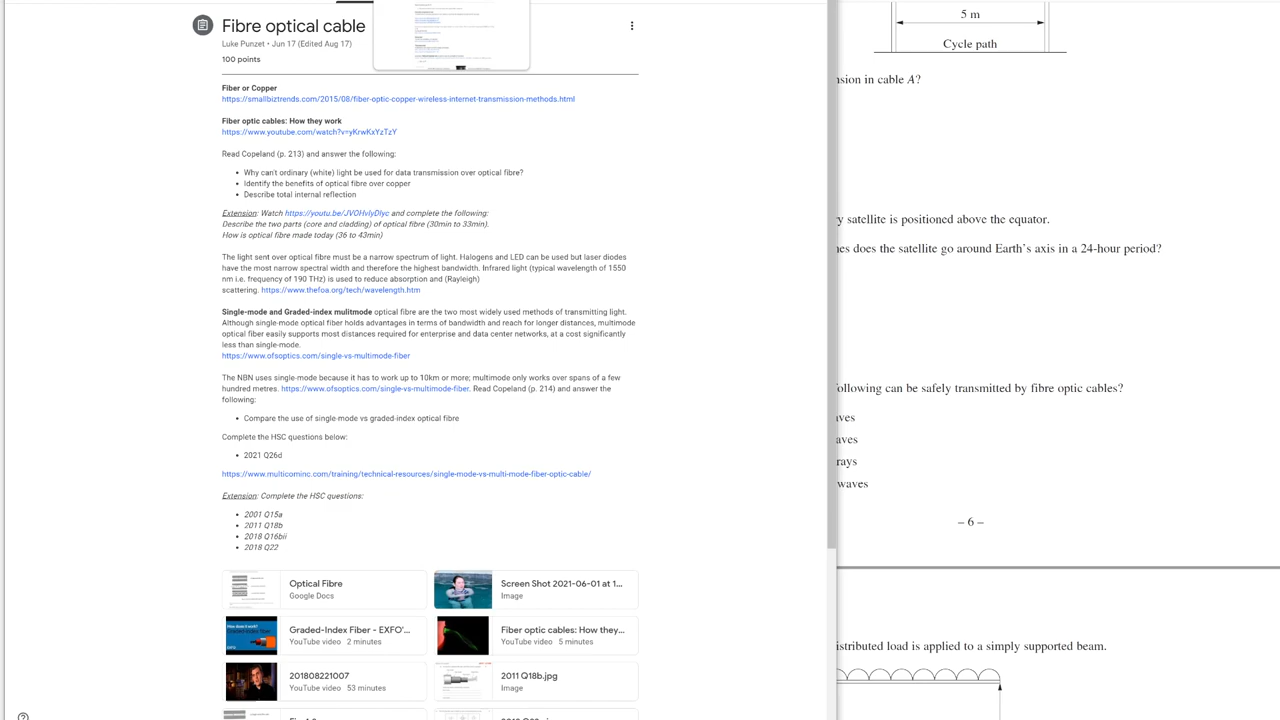 Fibre optical cable
Luke Punzet • Jun 17 (Edited Aug 17)
100 points
Fiber or Copper
https://smallbiztrends.com/2015/08/fiber-optic-copper-wireless-internet-transmission-methods.html
Fibre optic cables: How they work
https://www.youtube.com/watch?v=yKrwKxYzTzY
Read Copeland (p. 213) and answer the following:
• Why can't ordinary (white) light be used for data transmission over optical fibre?
• Identify the benefits of optical fibre over copper
• Describe total internal reflection
Extension: Watch https://youtu.be/JVOHvIyDIyc and complete the following:
Describe the two parts (core and cladding) of optical fibre (30min to 33min).
How is optical fibre made today (36 to 43min)
The light sent over optical fibre must be a narrow spectrum of light. Halogens and LED can be used but laser diodes
have the most narrow spectral width and therefore the highest bandwidth. Infrared light (typical wavelength of 1550
nm i.e. frequency of 190 THz) is used to reduce absorption and (Rayleigh)
scattering. https://www.thefoa.org/tech/wavelength.htm
Single-mode and Graded-index mulitmode optical fibre are the two most widely used methods of transmitting light.
Although single-mode optical fiber holds advantages in terms of bandwidth and reach for longer distances, multimode
optical fiber easily supports most distances required for enterprise and data center networks, at a cost significantly
less than single-mode.
https://www.ofsoptics.com/single-vs-multimode-fiber
The NBN uses single-mode because it has to work up to 10km or more; multimode only works over spans of a few
hundred metres. https://www.ofsoptics.com/single-vs-multimode-fiber. Read Copeland (p. 214) and answer the
following:
• Compare the use of single-mode vs graded-index optical fibre
Complete the HSC questions below:
• 2021 Q26d
https://www.multicominc.com/training/technical-resources/single-mode-vs-multi-mode-fiber-optic-cable/
Extension: Complete the HSC questions:
• 2001 Q15a
• 2011 Q18b
• 2018 Q16bii
• 2018 Q22
Optical Fibre
Google Docs
Screen Shot 2021-06-01 at 1...
Image
Graded-Index Fiber - EXFO'...
YouTube video 2 minutes
Fiber optic cables: How they...
YouTube video 5 minutes
201808221007
YouTube video 53 minutes
2011 Q18b.jpg
Image
5 m
Cycle path
nsion in cable A?
ry satellite is positioned above the equator.
nes does the satellite go around Earth's axis in a 24-hour period?
following can be safely transmitted by fibre optic cables?
aves
aves
rays
waves
– 6 –
istributed load is applied to a simply supported beam.